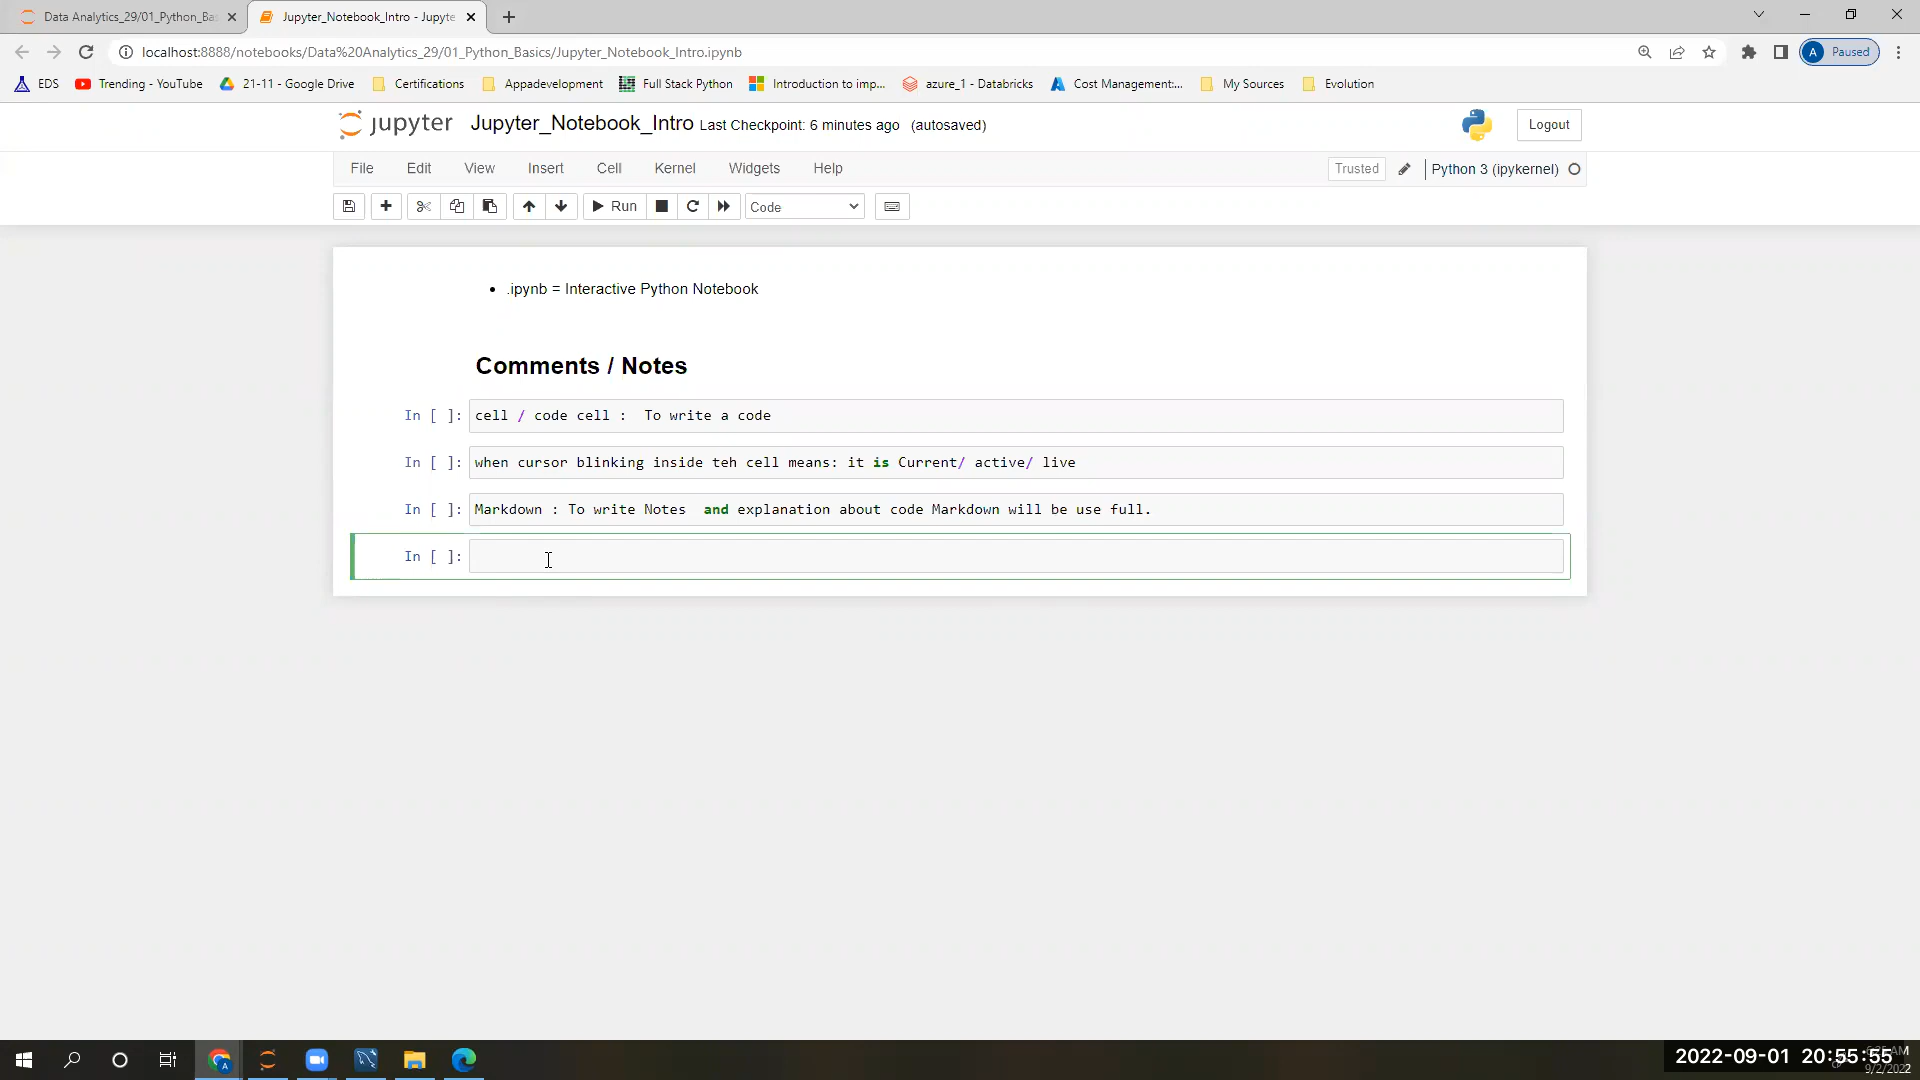 Data Analytics_29/01_Python_Ba
Jupyter_Notebook_Intro - Jupyte
localhost:8888/notebooks/Data%20Analytics_29/01_Python_Basics/Jupyter_Notebook_Intro.ipynb
A Paused
EDS
Trending - YouTube
21-11 - Google Drive
Certifications
Appadevelopment
Full Stack Python
Introduction to imp...
azure_1 - Databricks
Cost Management:...
My Sources
Evolution
jupyter Jupyter_Notebook_Intro Last Checkpoint: 6 minutes ago (autosaved)
Logout
File Edit View Insert Cell Kernel Widgets Help
Trusted
Python 3 (ipykernel)
Run
Code
• .ipynb = Interactive Python Notebook
Comments / Notes
In [ ]: cell / code cell :  To write a code
In [ ]: when cursor blinking inside teh cell means: it is Current/ active/ live
In [ ]: Markdown : To write Notes  and explanation about code Markdown will be use full.
In [ ]:
2022-09-01 20:55:55